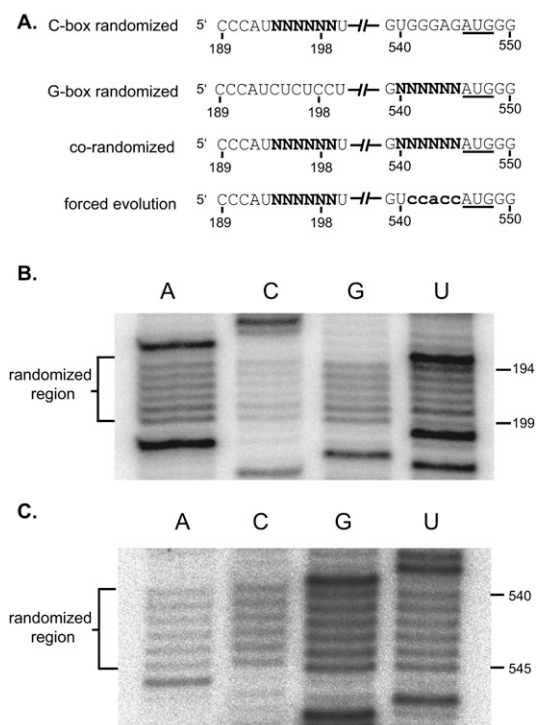 A.
C-box randomized 5' CCCAUNNNNNNU GUGGGAGAUGGG
189 198 540 550
G-box randomized 5' CCCAUCUCUCCU GNNNNNNAUGGG
189 198 540 550
co-randomized 5' CCCAUNNNNNNU GNNNNNNAUGGG
189 198 540 550
forced evolution 5' CCCAUNNNNNNU GUccaccAUGGG
189 198 540 550
B.
A C G U
randomized
region
194
199
C.
A C G U
randomized
region
540
545